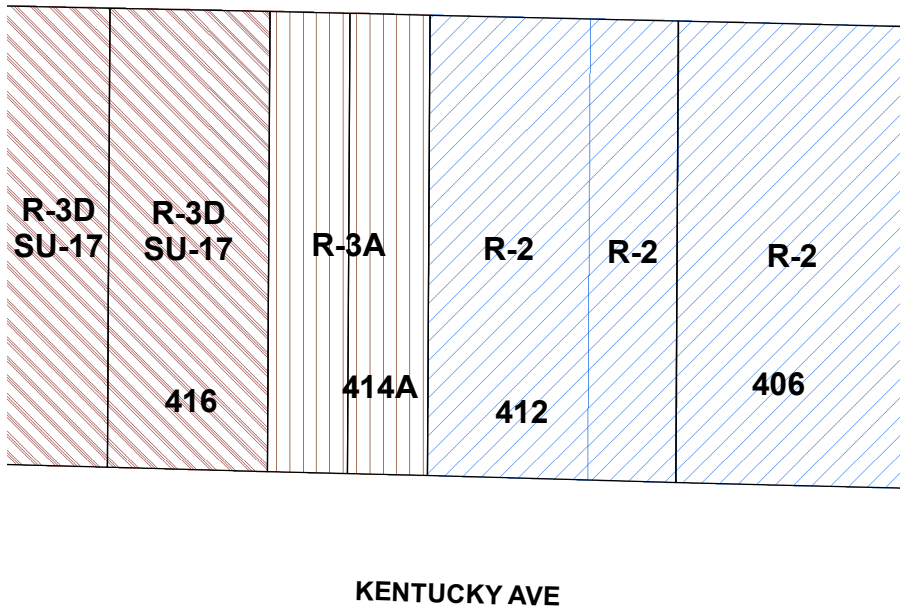 R-3D
SU-17
R-3D
SU-17
R-3A
R-2
R-2
R-2
416
414A
412
406
KENTUCKY AVE